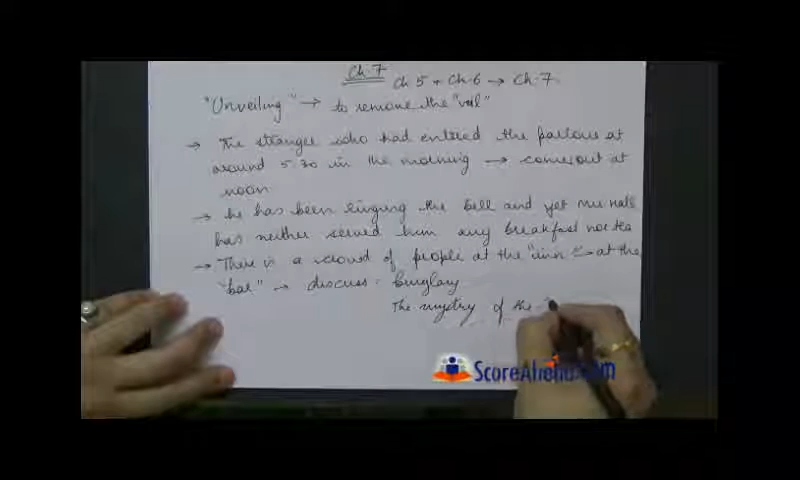 Ch.7
Ch 5 + Ch.6 → Ch 7.
"Unveiling" → to remove the "veil"
→ The stranger who had entered the parlour at
around 5.30 in the morning → comes out at
noon
→ he has been ringing the bell and yet Mrs Hall
has neither served him any breakfast nor tea
→ There is a crowd of people at the "inn" → at the
"bar" → discuss: Burglary
The mystery of the
ScoreAhead.com